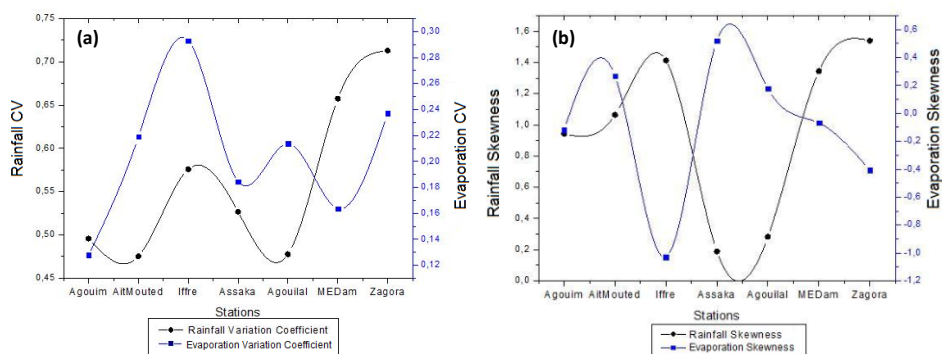 (a)
0,75
0,70
0,65
0,60
0,55
0,50
0,45
Rainfall CV
0,30
0,28
0,26
0,24
0,22
0,20
0,18
0,16
0,14
0,12
Evaporation CV
Agouim AitMouted Iffre Assaka Agouilal MEDam Zagora
Stations
Rainfall Variation Coefficient
Evaporation Variation Coefficient
(b)
1,6
1,4
1,2
1,0
0,8
0,6
0,4
0,2
0,0
Rainfall Skewness
0,6
0,4
0,2
-0,0
-0,2
-0,4
-0,6
-0,8
-1,0
-1,2
Evaporation Skewness
Agouim AitMouted Iffre Assaka Agouilal MEDam Zagora
Stations
Rainfall Skewness
Evaporation Skewness